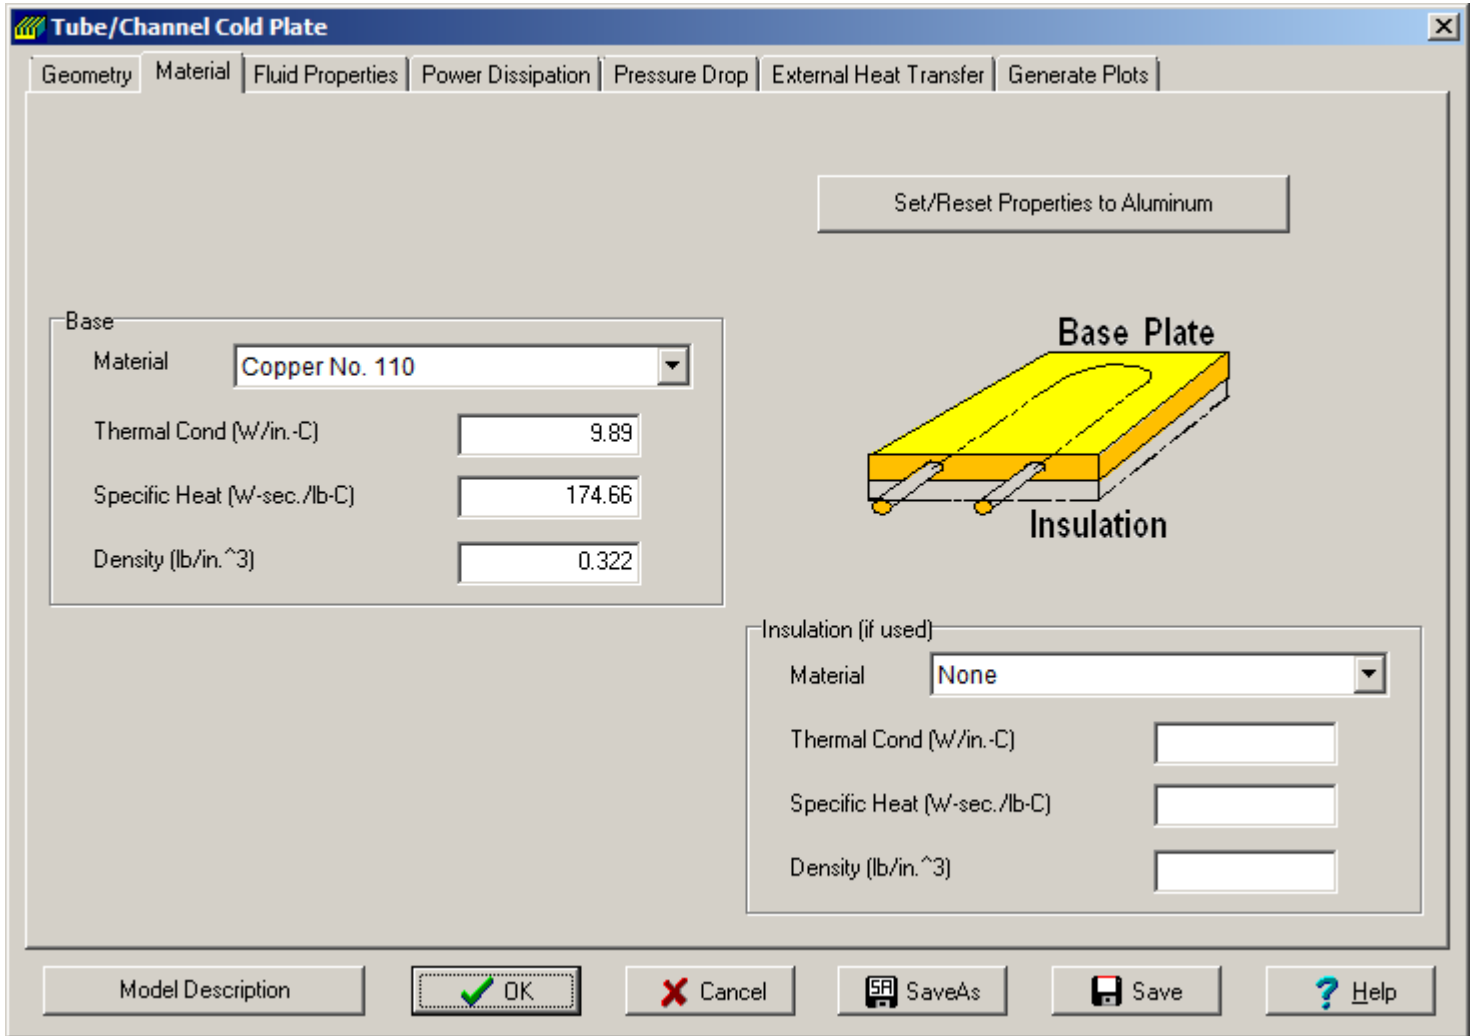 Tube/Channel Cold Plate
Geometry Material Fluid Properties Power Dissipation Pressure Drop External Heat Transfer Generate Plots
Set/Reset Properties to Aluminum
Base
Material Copper No. 110
Thermal Cond (W/in.-C) 9.89
Specific Heat (W-sec./lb-C) 174.66
Density (lb/in.^3) 0.322
Base Plate
Insulation
Insulation (if used)
Material None
Thermal Cond (W/in.-C)
Specific Heat (W-sec./lb-C)
Density (lb/in.^3)
Model Description OK Cancel SA SaveAs Save ? Help